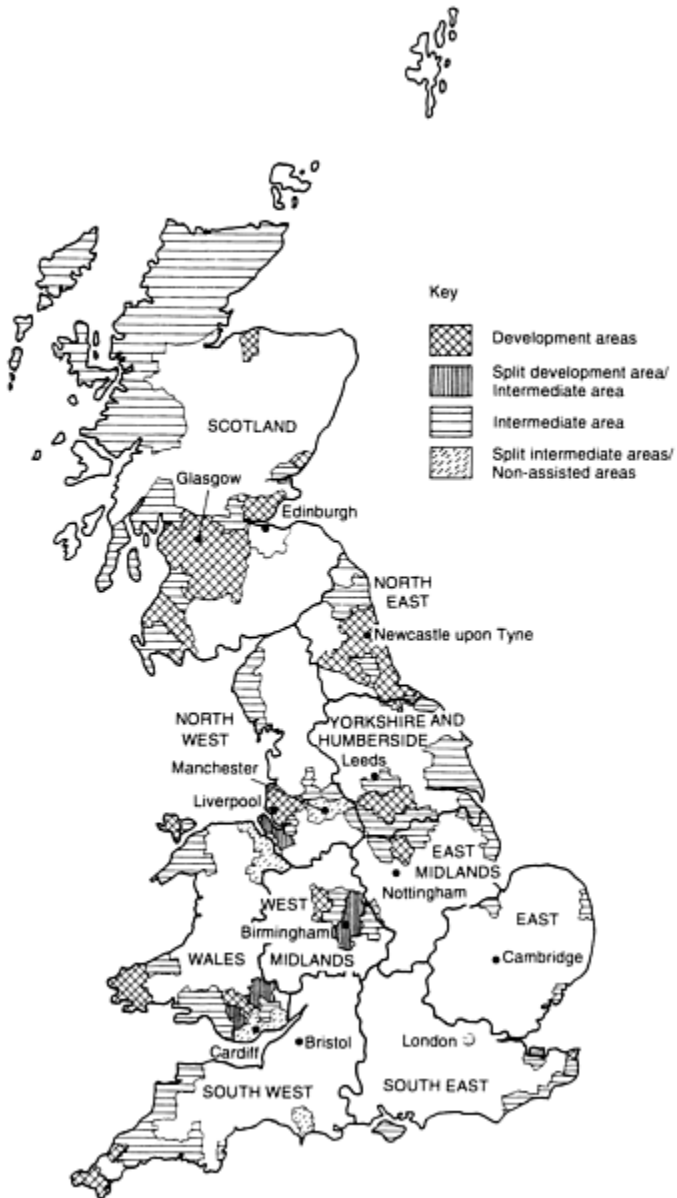 Key
Development areas
Split development area/
Intermediate area
Intermediate area
Split intermediate areas/
Non-assisted areas
SCOTLAND
Glasgow
Edinburgh
NORTH
EAST
Newcastle upon Tyne
NORTH
WEST
YORKSHIRE AND
HUMBERSIDE
Leeds
Manchester
Liverpool
EAST
MIDLANDS
Nottingham
WEST
Birmingham
MIDLANDS
EAST
Cambridge
WALES
Cardiff
Bristol
London
SOUTH WEST
SOUTH EAST